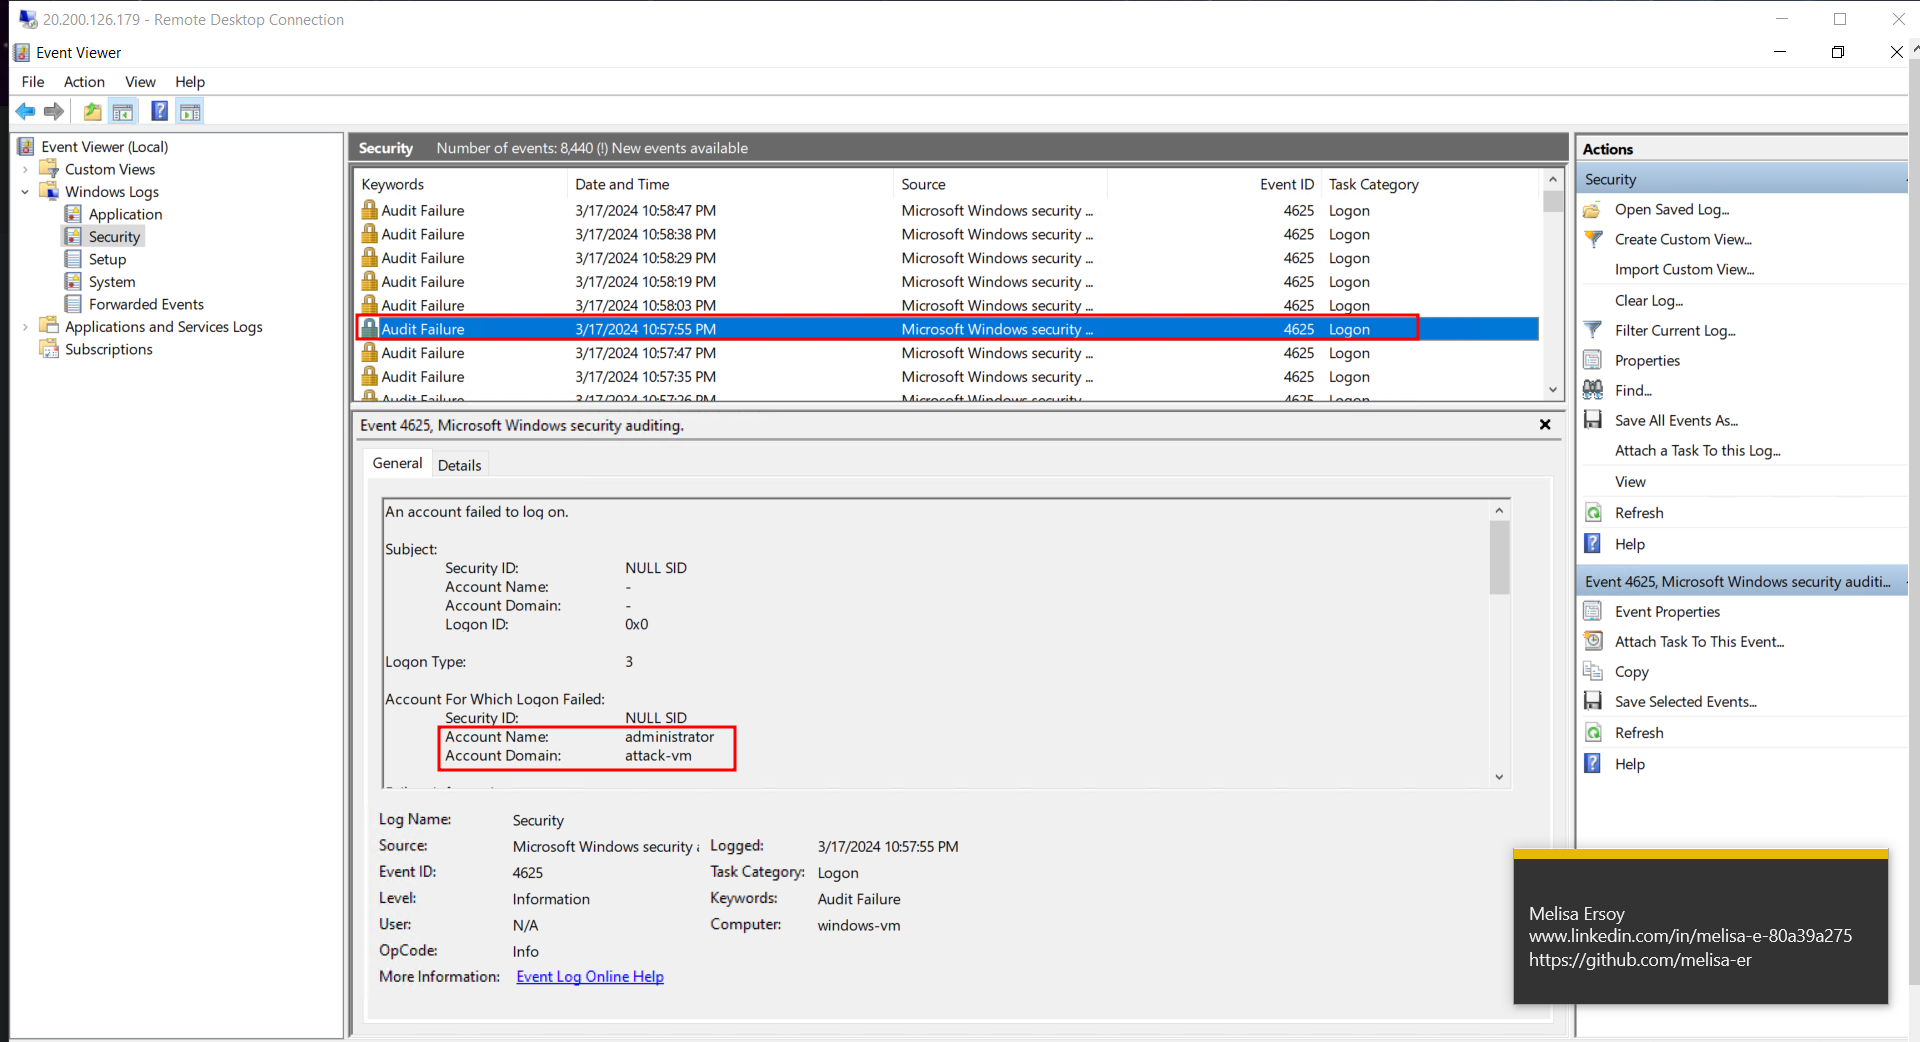 20.200.126.179 - Remote Desktop Connection
Event Viewer
File Action View Help
Event Viewer (Local)
Custom Views
Windows Logs
Application
Security
Setup
System
Forwarded Events
Applications and Services Logs
Subscriptions
Security Number of events: 8,440 (!) New events available
Keywords Date and Time Source Event ID Task Category
Audit Failure 3/17/2024 10:58:47 PM Microsoft Windows security ... 4625 Logon
Audit Failure 3/17/2024 10:58:38 PM Microsoft Windows security ... 4625 Logon
Audit Failure 3/17/2024 10:58:29 PM Microsoft Windows security ... 4625 Logon
Audit Failure 3/17/2024 10:58:19 PM Microsoft Windows security ... 4625 Logon
Audit Failure 3/17/2024 10:58:03 PM Microsoft Windows security ... 4625 Logon
Audit Failure 3/17/2024 10:57:55 PM Microsoft Windows security ... 4625 Logon
Audit Failure 3/17/2024 10:57:47 PM Microsoft Windows security ... 4625 Logon
Audit Failure 3/17/2024 10:57:35 PM Microsoft Windows security ... 4625 Logon
Audit Failure 3/17/2024 10:57:26 PM Microsoft Windows security ... 4625 Logon
Event 4625, Microsoft Windows security auditing.
General Details
An account failed to log on.
Subject:
Security ID: NULL SID
Account Name: -
Account Domain: -
Logon ID: 0x0
Logon Type: 3
Account For Which Logon Failed:
Security ID: NULL SID
Account Name: administrator
Account Domain: attack-vm
Log Name: Security
Source: Microsoft Windows security Logged: 3/17/2024 10:57:55 PM
Event ID: 4625 Task Category: Logon
Level: Information Keywords: Audit Failure
User: N/A Computer: windows-vm
OpCode: Info
More Information: Event Log Online Help
Actions
Security
Open Saved Log...
Create Custom View...
Import Custom View...
Clear Log...
Filter Current Log...
Properties
Find...
Save All Events As...
Attach a Task To this Log...
View
Refresh
Help
Event 4625, Microsoft Windows security auditi...
Event Properties
Attach Task To This Event...
Copy
Save Selected Events...
Refresh
Help
Melisa Ersoy
www.linkedin.com/in/melisa-e-80a39a275
https://github.com/melisa-er